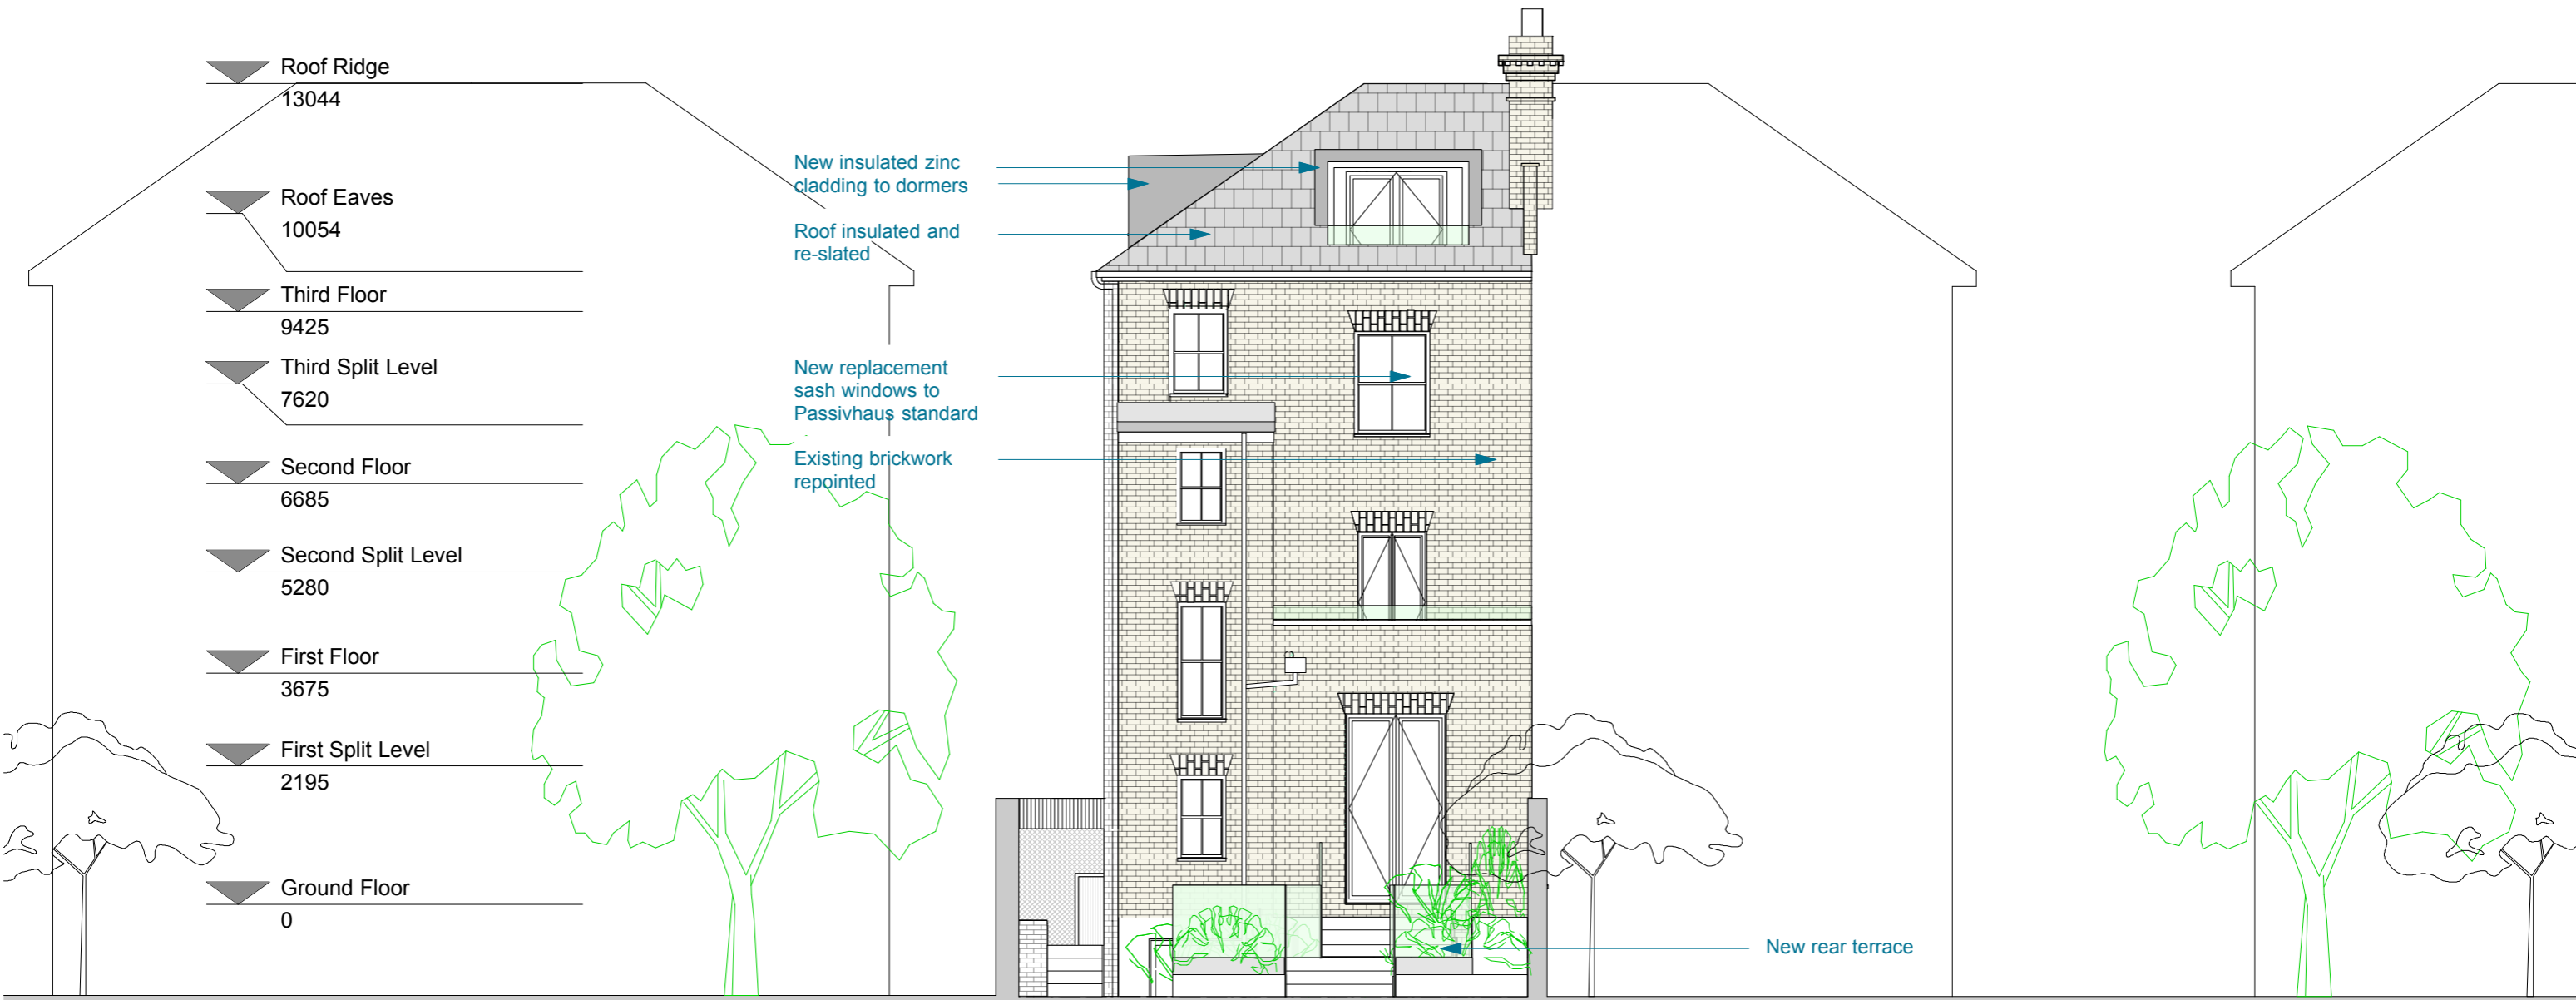 Roof Ridge
13044
Roof Eaves
10054
Third Floor
9425
Third Split Level
7620
Second Floor
6685
Second Split Level
5280
First Floor
3675
First Split Level
2195
Ground Floor
0
New insulated zinc
cladding to dormers
Roof insulated and
re-slated
New replacement
sash windows to
Passivhaus standard
Existing brickwork
repointed
New rear terrace